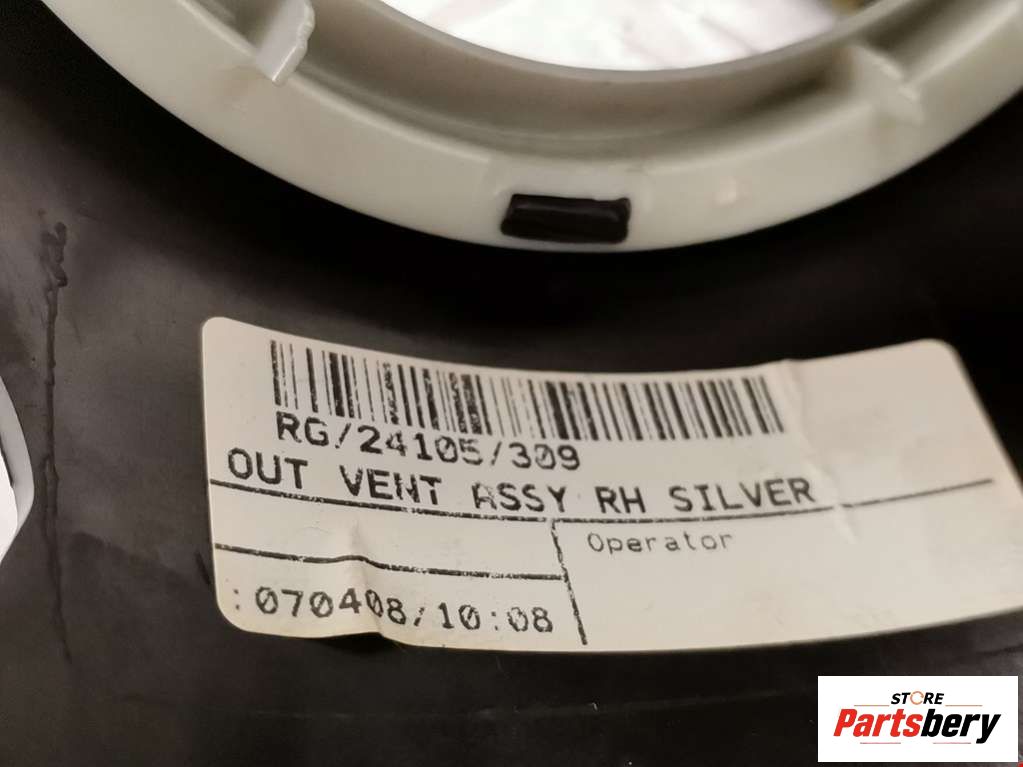 RG/24105/309
OUT VENT ASSY RH SILVER
Operator
:070408/10:08
STORE
Partsbery